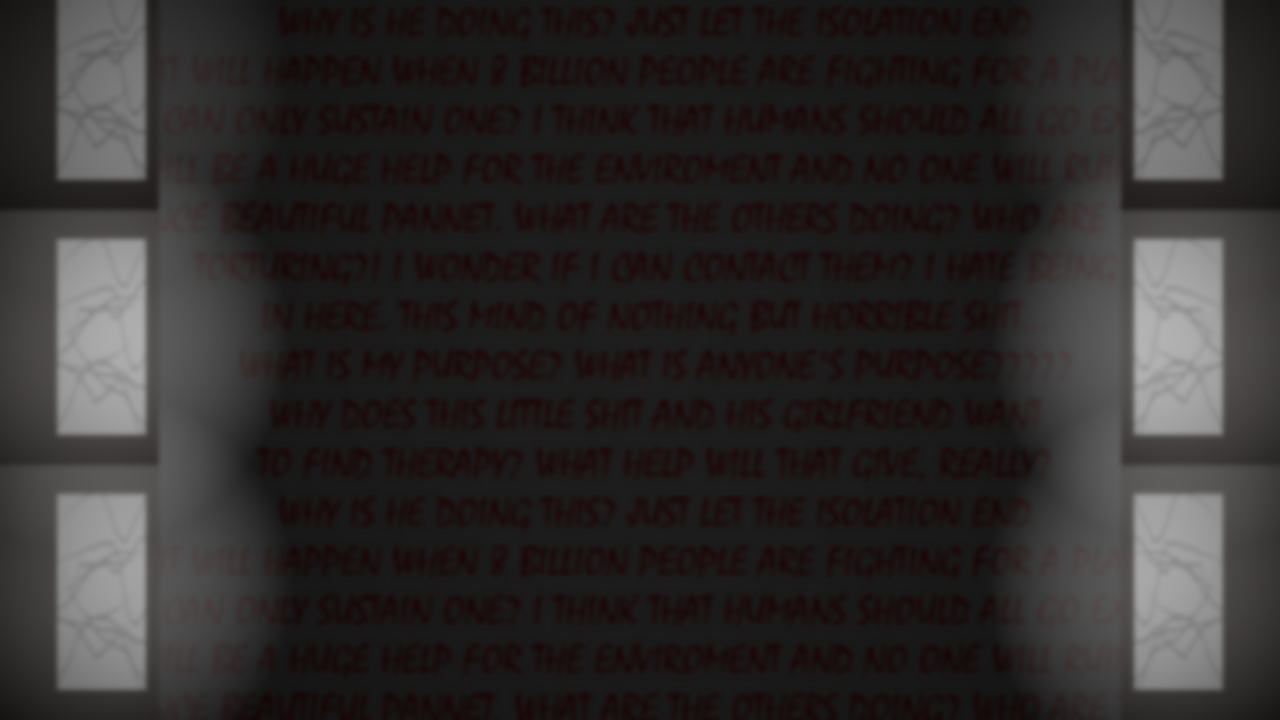 WHY IS HE DOING THIS? JUST LET THE ISOLATION END
WILL HAPPEN WHEN 8 BILLION PEOPLE ARE FIGHTING FOR A
CAN ONLY SUSTAIN ONE? I THINK THAT HUMANS SHOULD ALL GO
BE A HUGE HELP FOR THE ENVIROMENT AND NO ONE WILL
BEAUTIFUL PANNET. WHAT ARE THE OTHERS DOING? WHO ARE
TORTURING?! I WONDER IF I CAN CONTACT THEM? I HATE BEING
IN HERE. THIS MIND OF NOTHING BUT HORRIBLE SHIT...
WHAT IS MY PURPOSE? WHAT IS ANYONE'S PURPOSE?????
WHY DOES THIS LITTLE SHIT AND HIS GIRLFRIEND WANT
TO FIND THERAPY? WHAT HELP WILL THAT GIVE, REALLY?
WHY IS HE DOING THIS? JUST LET THE ISOLATION END
WILL HAPPEN WHEN 8 BILLION PEOPLE ARE FIGHTING FOR A
CAN ONLY SUSTAIN ONE? I THINK THAT HUMANS SHOULD ALL GO
BE A HUGE HELP FOR THE ENVIROMENT AND NO ONE WILL
BEAUTIFUL PANNET. WHAT ARE THE OTHERS DOING? WHO ARE